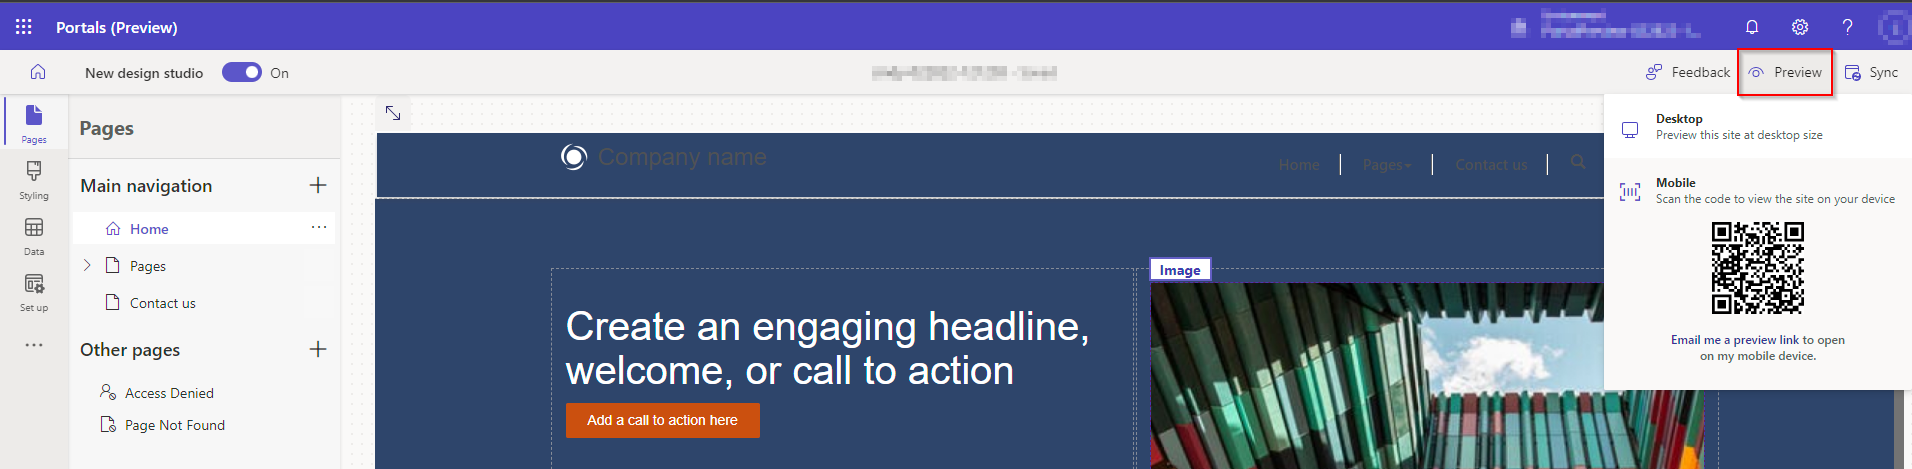 Portals (Preview)
New design studio On
Feedback Preview Sync
Pages
Styling
Data
Set up
Pages
Main navigation
Home
Pages
Contact us
Other pages
Access Denied
Page Not Found
Company name
Home Pages Contact us
Image
Create an engaging headline,
welcome, or call to action
Add a call to action here
Desktop
Preview this site at desktop size
Mobile
Scan the code to view the site on your device
Email me a preview link to open
on my mobile device.